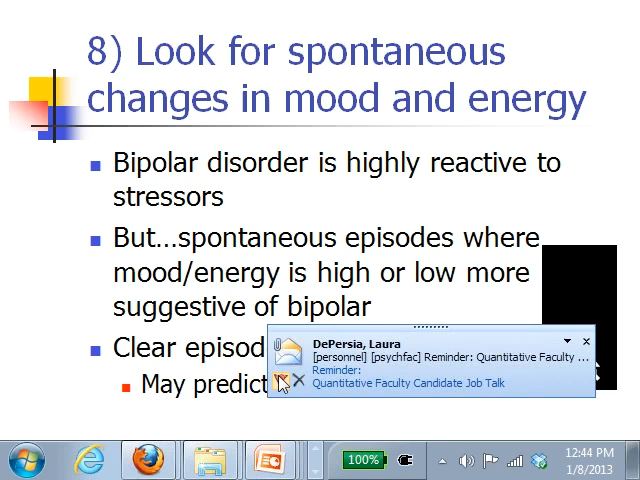 8) Look for spontaneous
changes in mood and energy
Bipolar disorder is highly reactive to
stressors
But…spontaneous episodes where
mood/energy is high or low more
suggestive of bipolar
Clear episod
May predict
DePersia, Laura
[personnel] [psychfac] Reminder: Quantitative Faculty ...
Reminder:
Quantitative Faculty Candidate Job Talk
100%
12:44 PM
1/8/2013